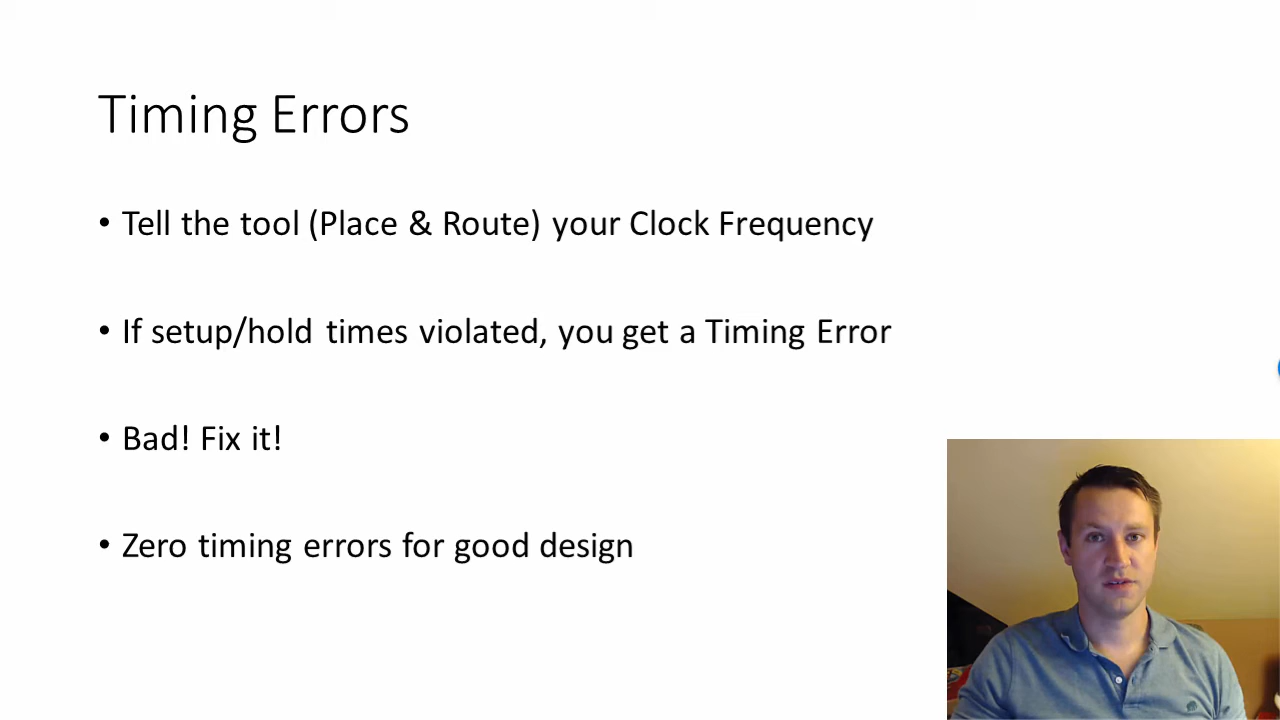 Timing Errors
• Tell the tool (Place & Route) your Clock Frequency
• If setup/hold times violated, you get a Timing Error
• Bad! Fix it!
• Zero timing errors for good design